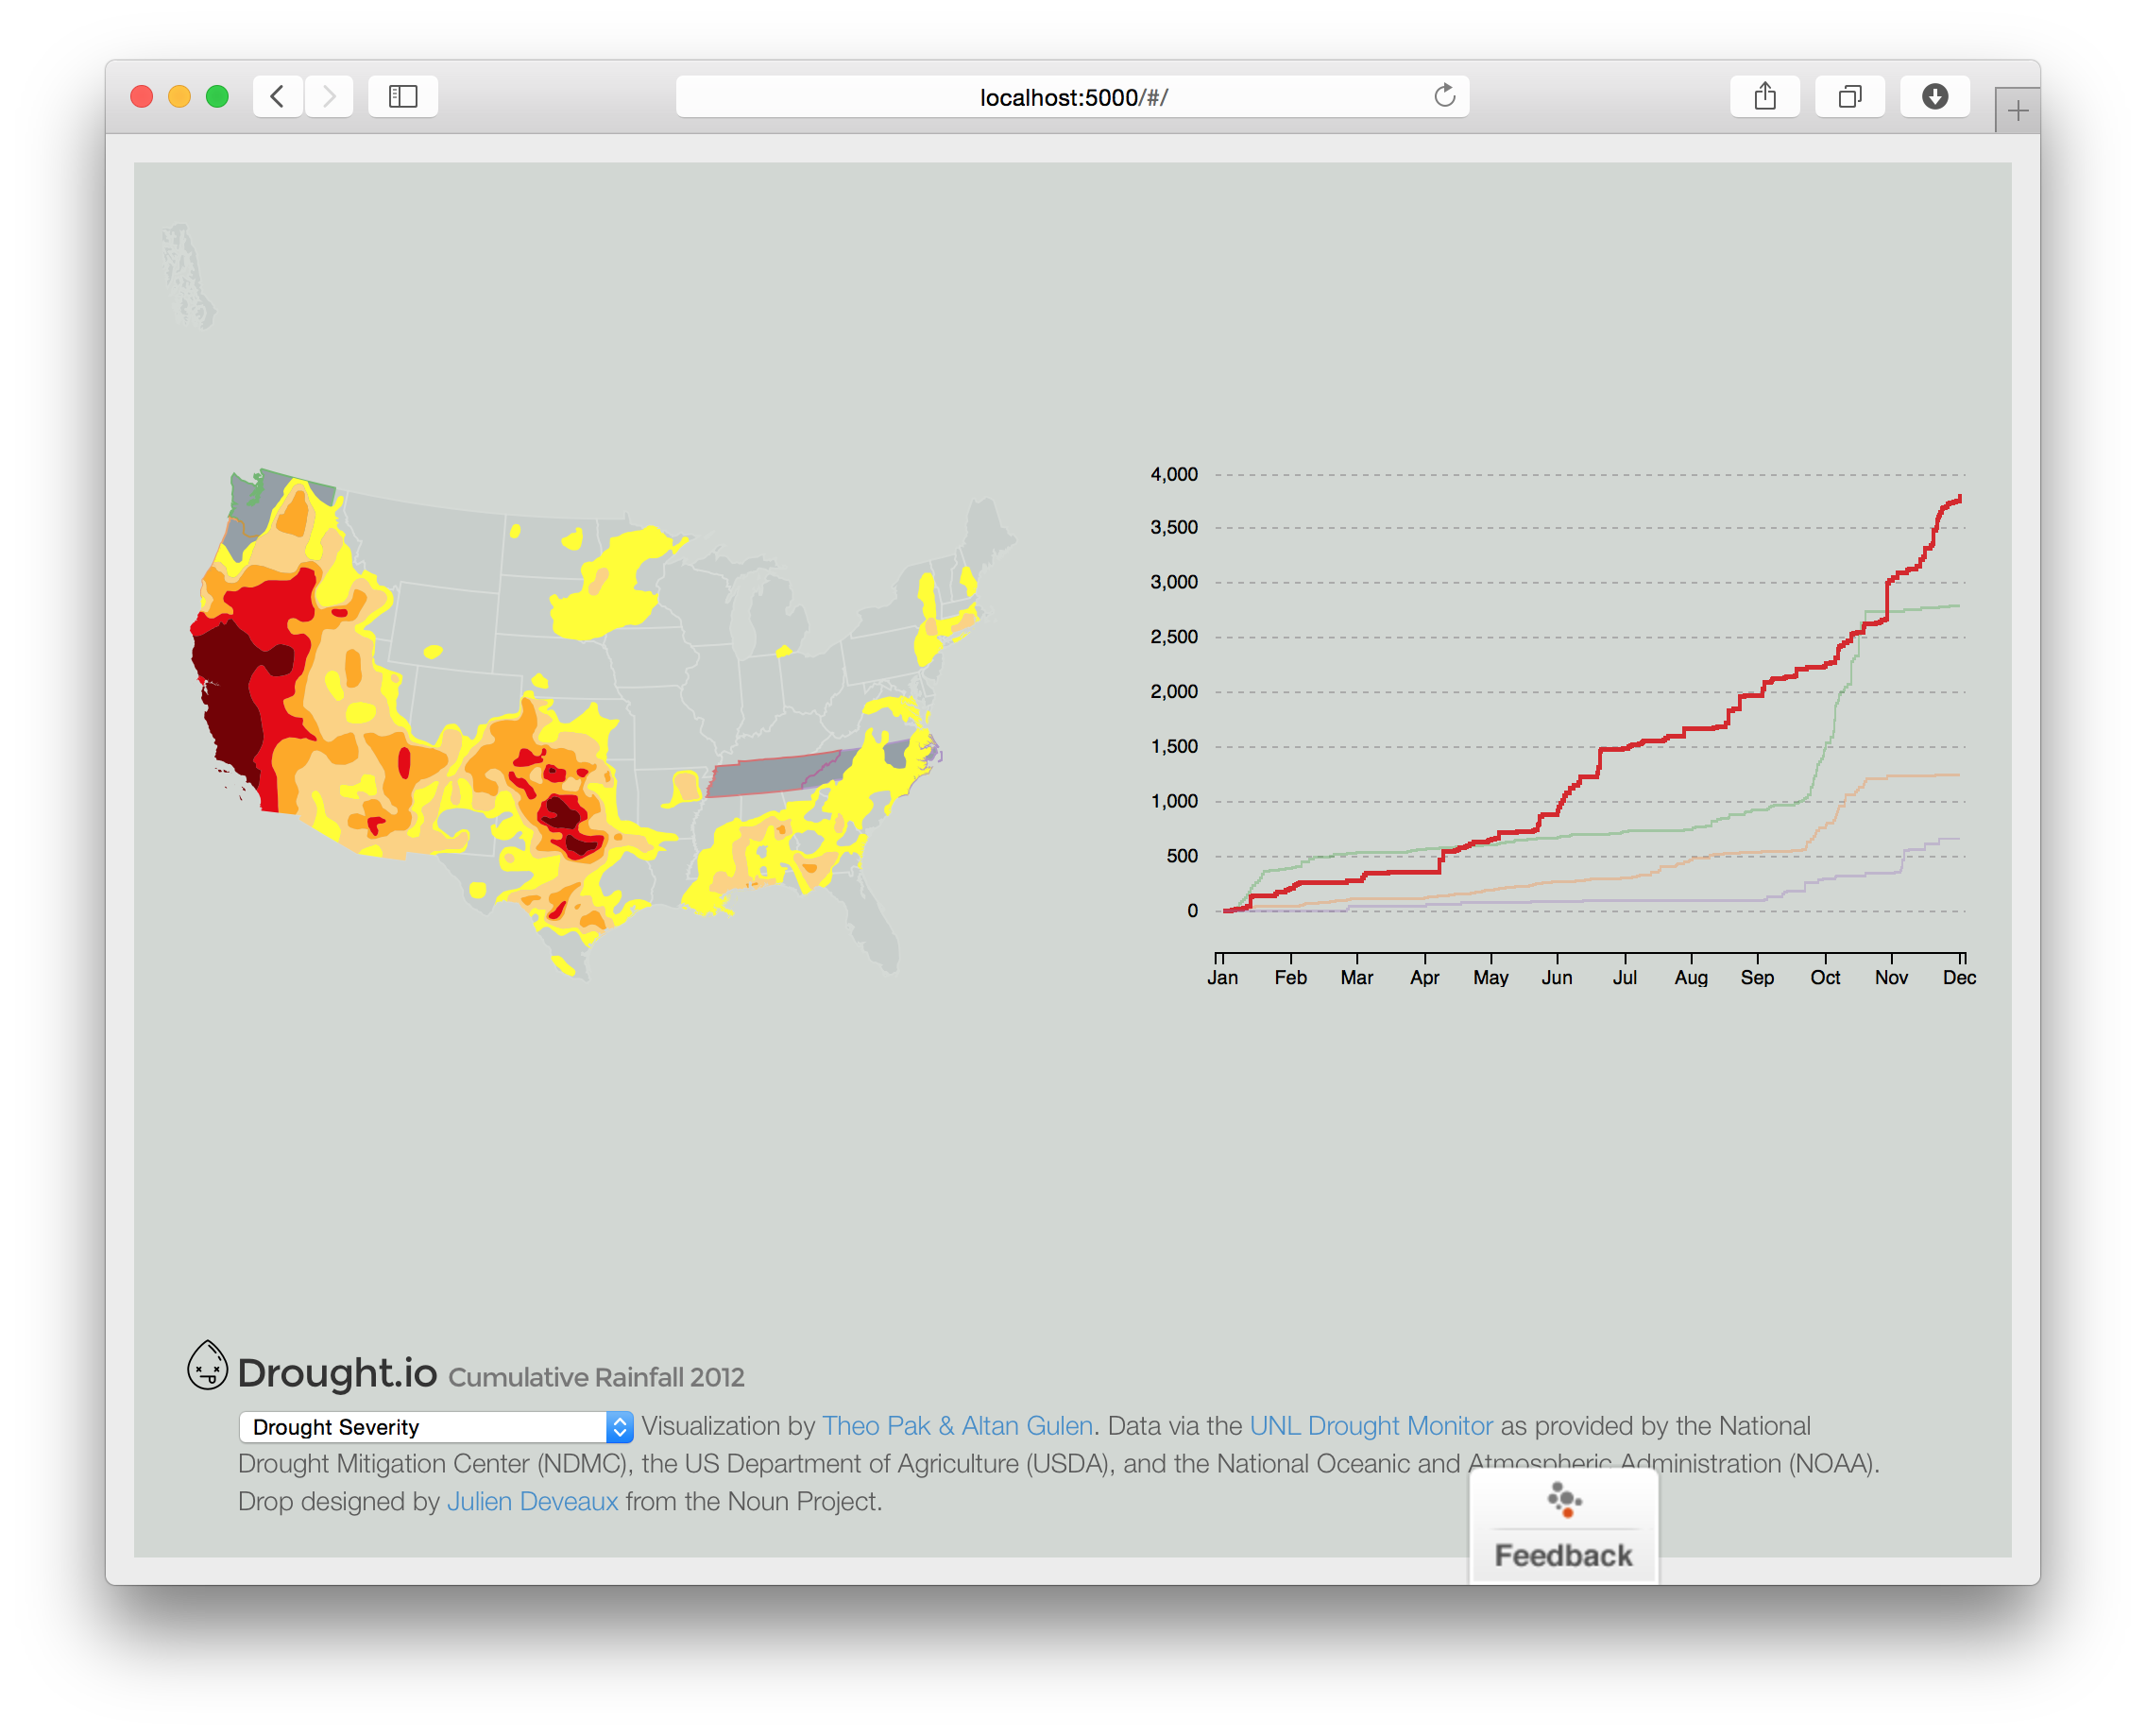 localhost:5000/#/
4,000
3,500
3,000
2,500
2,000
1,500
1,000
500
0
Jan Feb Mar Apr May Jun Jul Aug Sep Oct Nov Dec
Drought.io Cumulative Rainfall 2012
Drought Severity Visualization by Theo Pak & Altan Gulen. Data via the UNL Drought Monitor as provided by the National
Drought Mitigation Center (NDMC), the US Department of Agriculture (USDA), and the National Oceanic and Atmospheric Administration (NOAA).
Drop designed by Julien Deveaux from the Noun Project.
Feedback